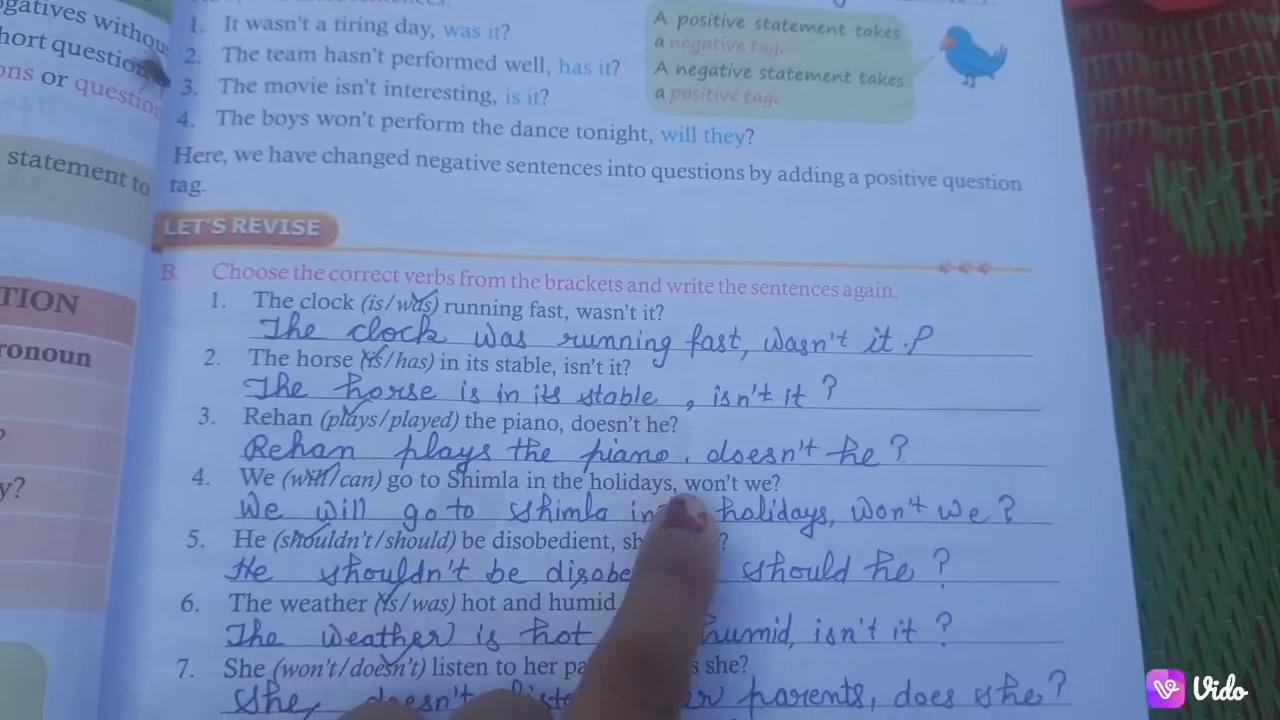 gatives withou
hort question
ons or question
statement to
TION
ronoun
?
y?
1. It wasn't a tiring day, was it?
2. The team hasn't performed well, has it?
3. The movie isn't interesting, is it?
4. The boys won't perform the dance tonight, will they?
A positive statement takes
a negative tag.
A negative statement takes
a positive tag.
Here, we have changed negative sentences into questions by adding a positive question
tag.
LET'S REVISE
B. Choose the correct verbs from the brackets and write the sentences again.
1. The clock (is/was) running fast, wasn't it?
The clock was running fast, wasn't it.?
2. The horse (is/has) in its stable, isn't it?
The horse is in its stable, isn't it?
3. Rehan (plays/played) the piano, doesn't he?
Rehan plays the piano, doesn't he?
4. We (will/can) go to Shimla in the holidays, won't we?
We will go to shimla in holidays, won't we?
5. He (shouldn't/should) be disobedient, sh ?
He shouldn't be disobe should he?
6. The weather (is/was) hot and humid
The weather is hot humid, isn't it?
7. She (won't/doesn't) listen to her pa s she?
She, doesn't liste er parents, does she?
Vido